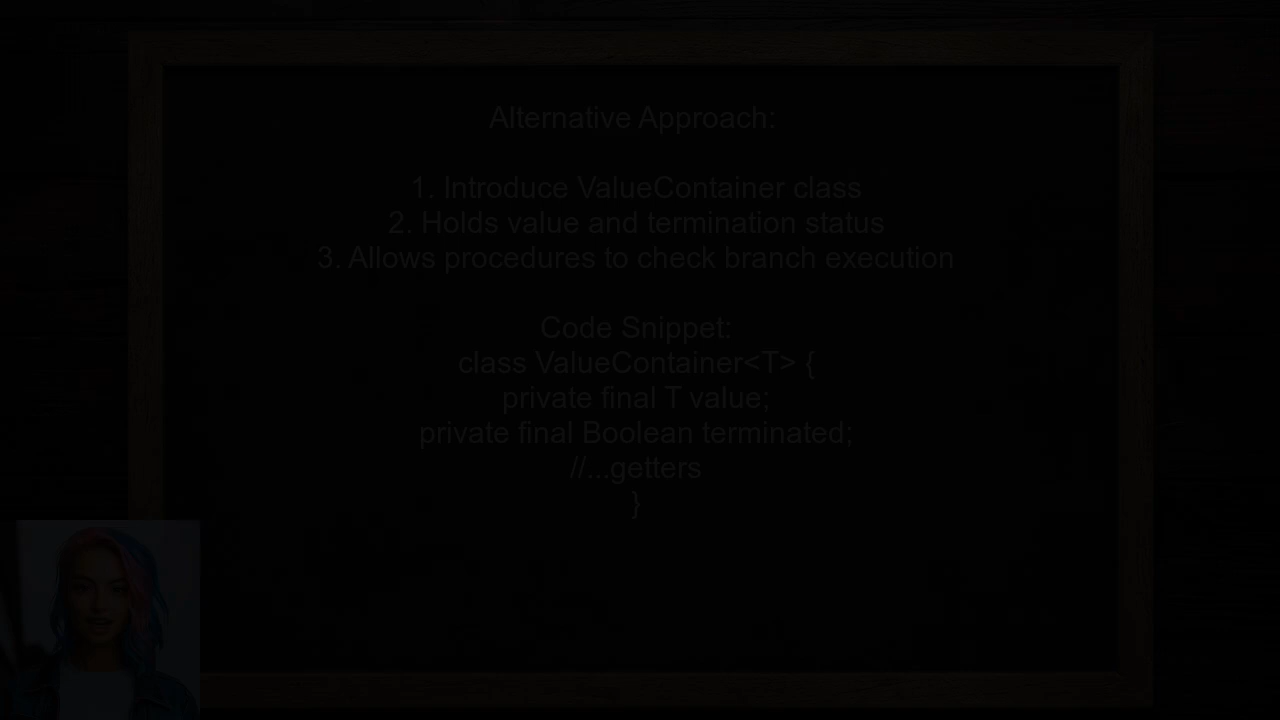 Alternative Approach:
1. Introduce ValueContainer class
2. Holds value and termination status
3. Allows procedures to check branch execution
Code Snippet:
class ValueContainer<T> {
private final T value;
private final Boolean terminated;
//...getters
}